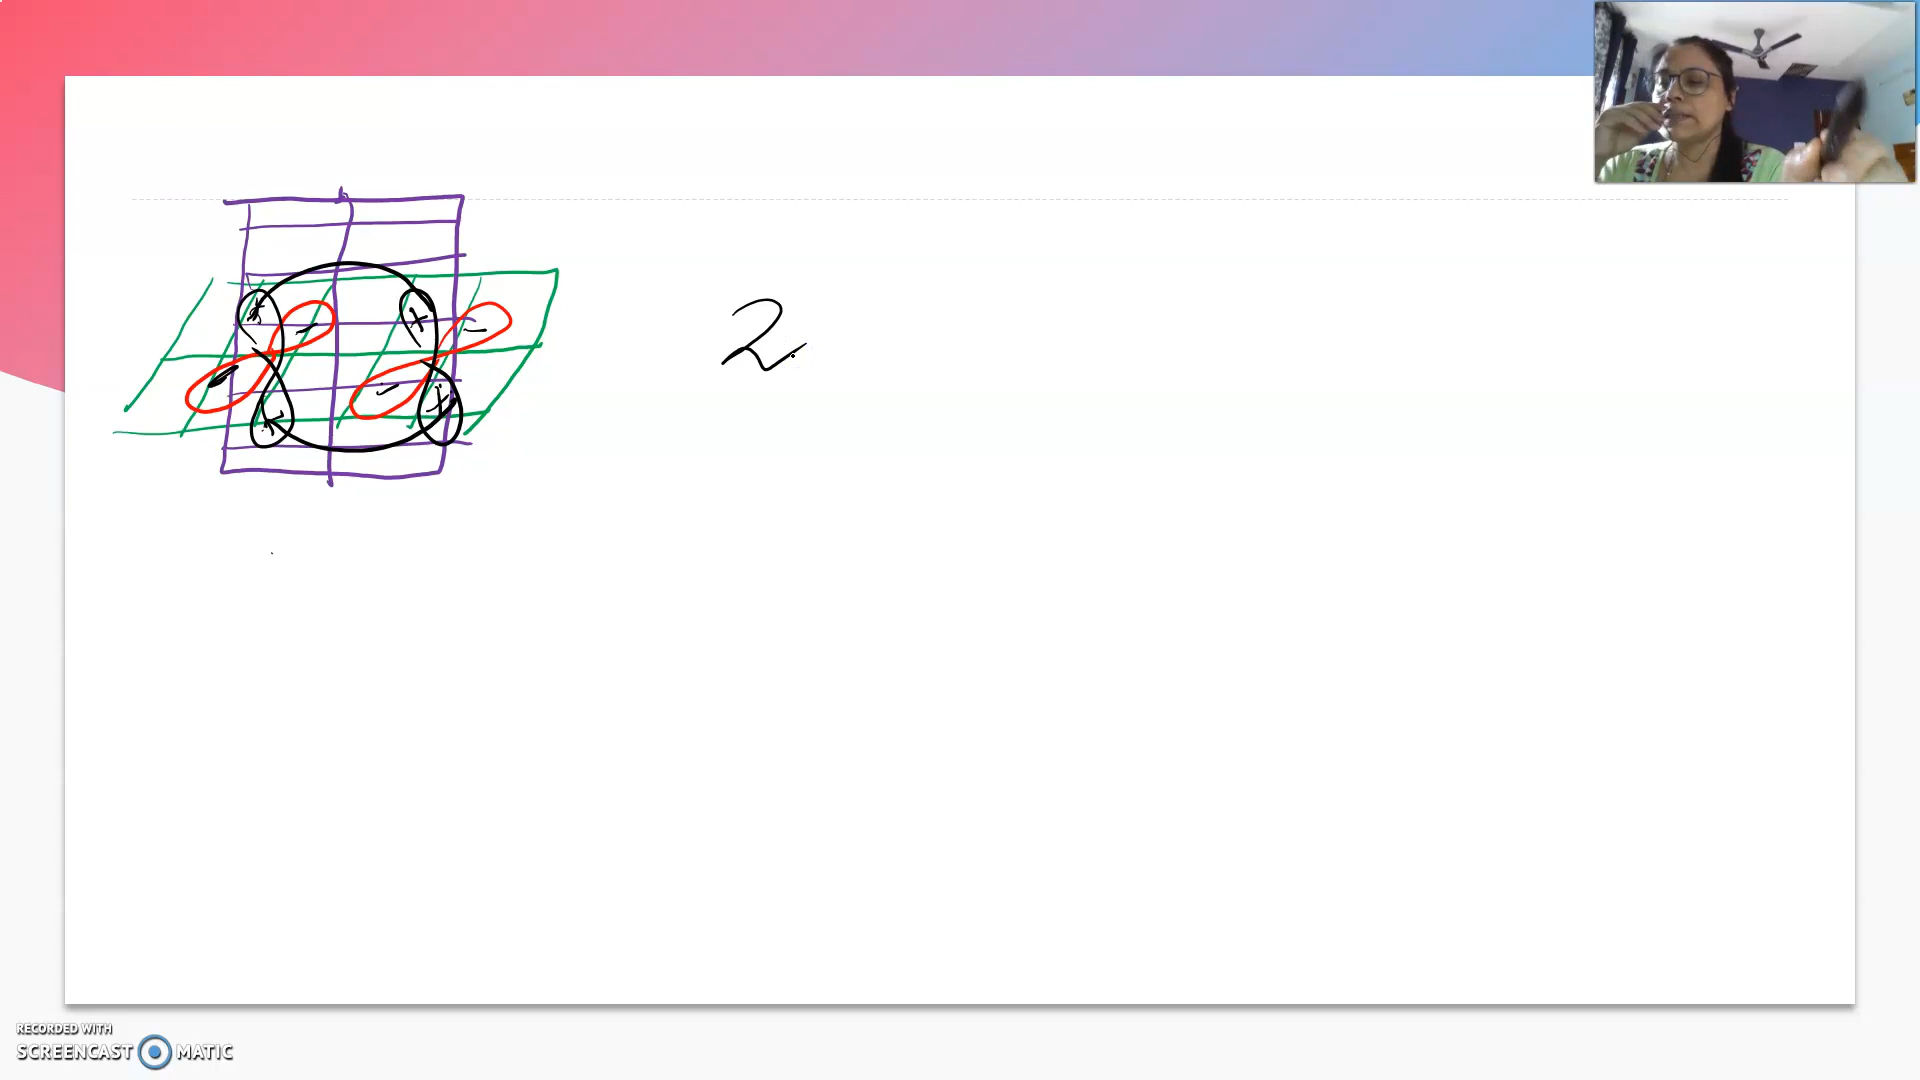 + - + -
- + - +
2
RECORDED WITH
SCREENCAST MATIC